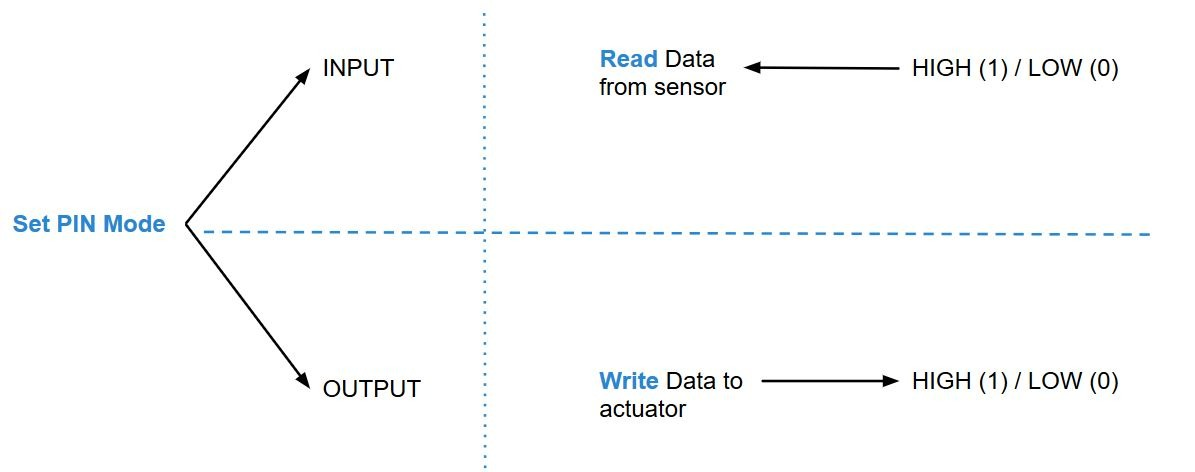 INPUT
Read Data
from sensor
HIGH (1) / LOW (0)
Set PIN Mode
OUTPUT
Write Data to
actuator
HIGH (1) / LOW (0)